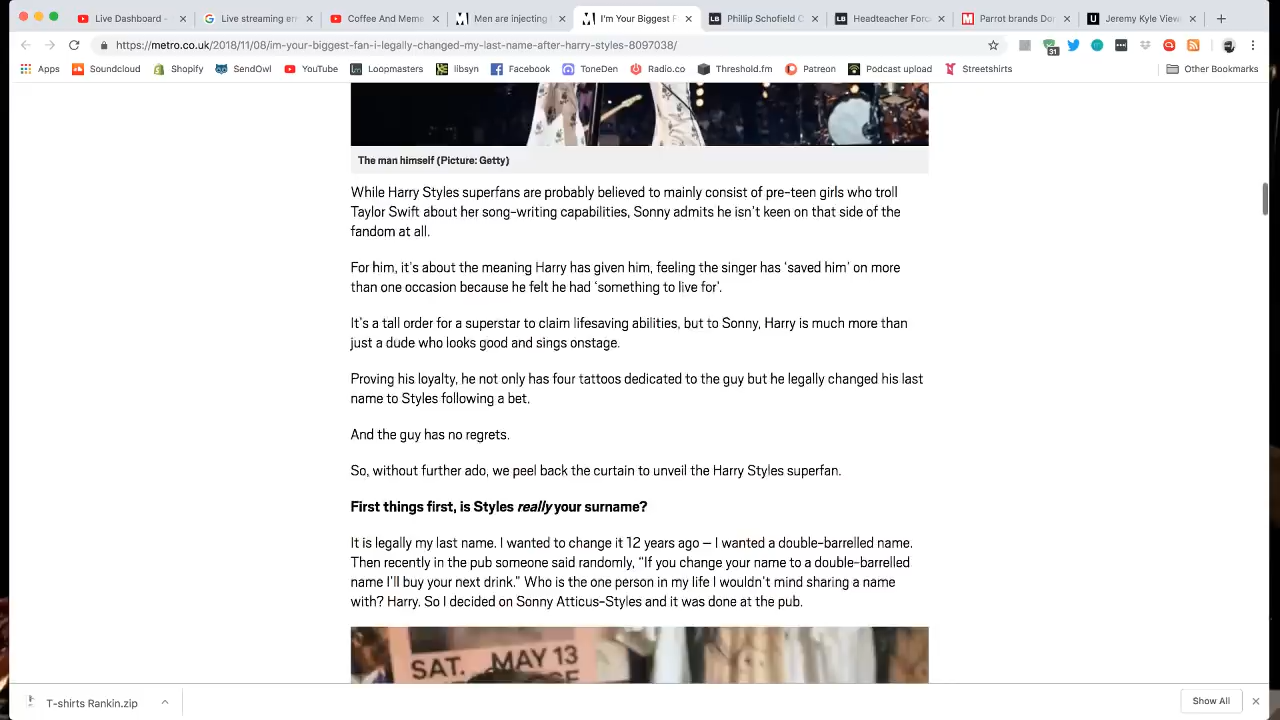 Live Dashboard -
Live streaming err
Coffee And Meme
Men are injecting
I'm Your Biggest F
Phillip Schofield C
Headteacher Forc
Parrot brands Don
Jeremy Kyle View
https://metro.co.uk/2018/11/08/im-your-biggest-fan-i-legally-changed-my-last-name-after-harry-styles-8097038/
31
Apps Soundcloud Shopify SendOwl YouTube Loopmasters libsyn Facebook ToneDen Radio.co Threshold.fm Patreon Podcast upload Streetshirts Other Bookmarks
The man himself (Picture: Getty)
While Harry Styles superfans are probably believed to mainly consist of pre-teen girls who troll
Taylor Swift about her song-writing capabilities, Sonny admits he isn't keen on that side of the
fandom at all.
For him, it's about the meaning Harry has given him, feeling the singer has 'saved him' on more
than one occasion because he felt he had 'something to live for'.
It's a tall order for a superstar to claim lifesaving abilities, but to Sonny, Harry is much more than
just a dude who looks good and sings onstage.
Proving his loyalty, he not only has four tattoos dedicated to the guy but he legally changed his last
name to Styles following a bet.
And the guy has no regrets.
So, without further ado, we peel back the curtain to unveil the Harry Styles superfan.
First things first, is Styles really your surname?
It is legally my last name. I wanted to change it 12 years ago – I wanted a double-barrelled name.
Then recently in the pub someone said randomly, "If you change your name to a double-barrelled
name I'll buy your next drink." Who is the one person in my life I wouldn't mind sharing a name
with? Harry. So I decided on Sonny Atticus-Styles and it was done at the pub.
SAT. MAY 13
T-shirts Rankin.zip
Show All